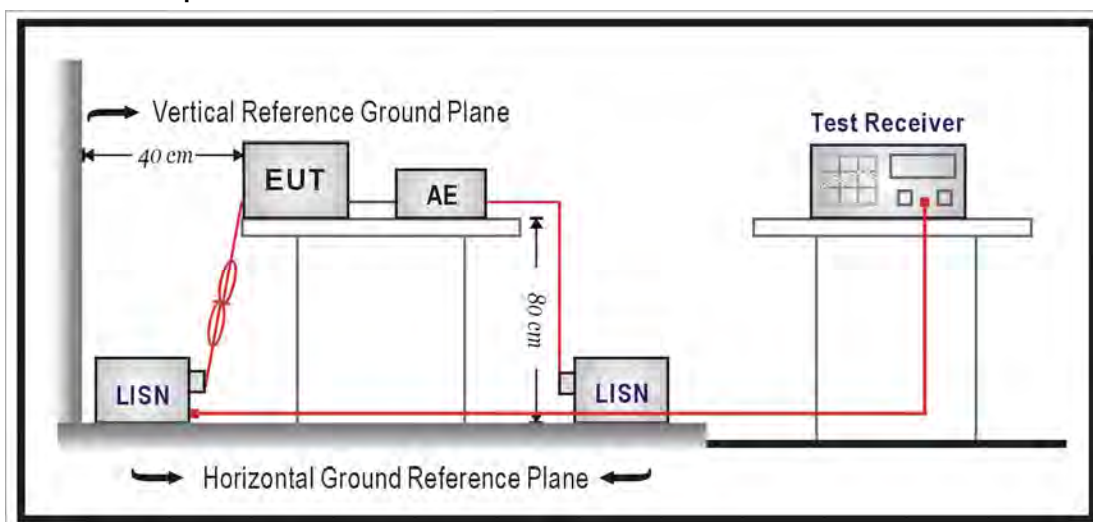 Vertical Reference Ground Plane
Test Receiver
40 cm
EUT
AE
80 cm
LISN
LISN
Horizontal Ground Reference Plane